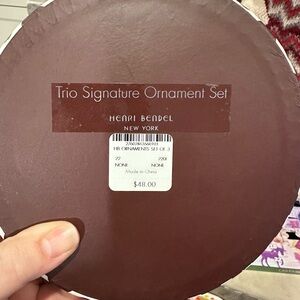 Trio Signature Ornament Set
HENRI BENDEL
NEW YORK
HB ORNAMENTS SET OF 3
22
NONE NONE
Made in China
$48.00